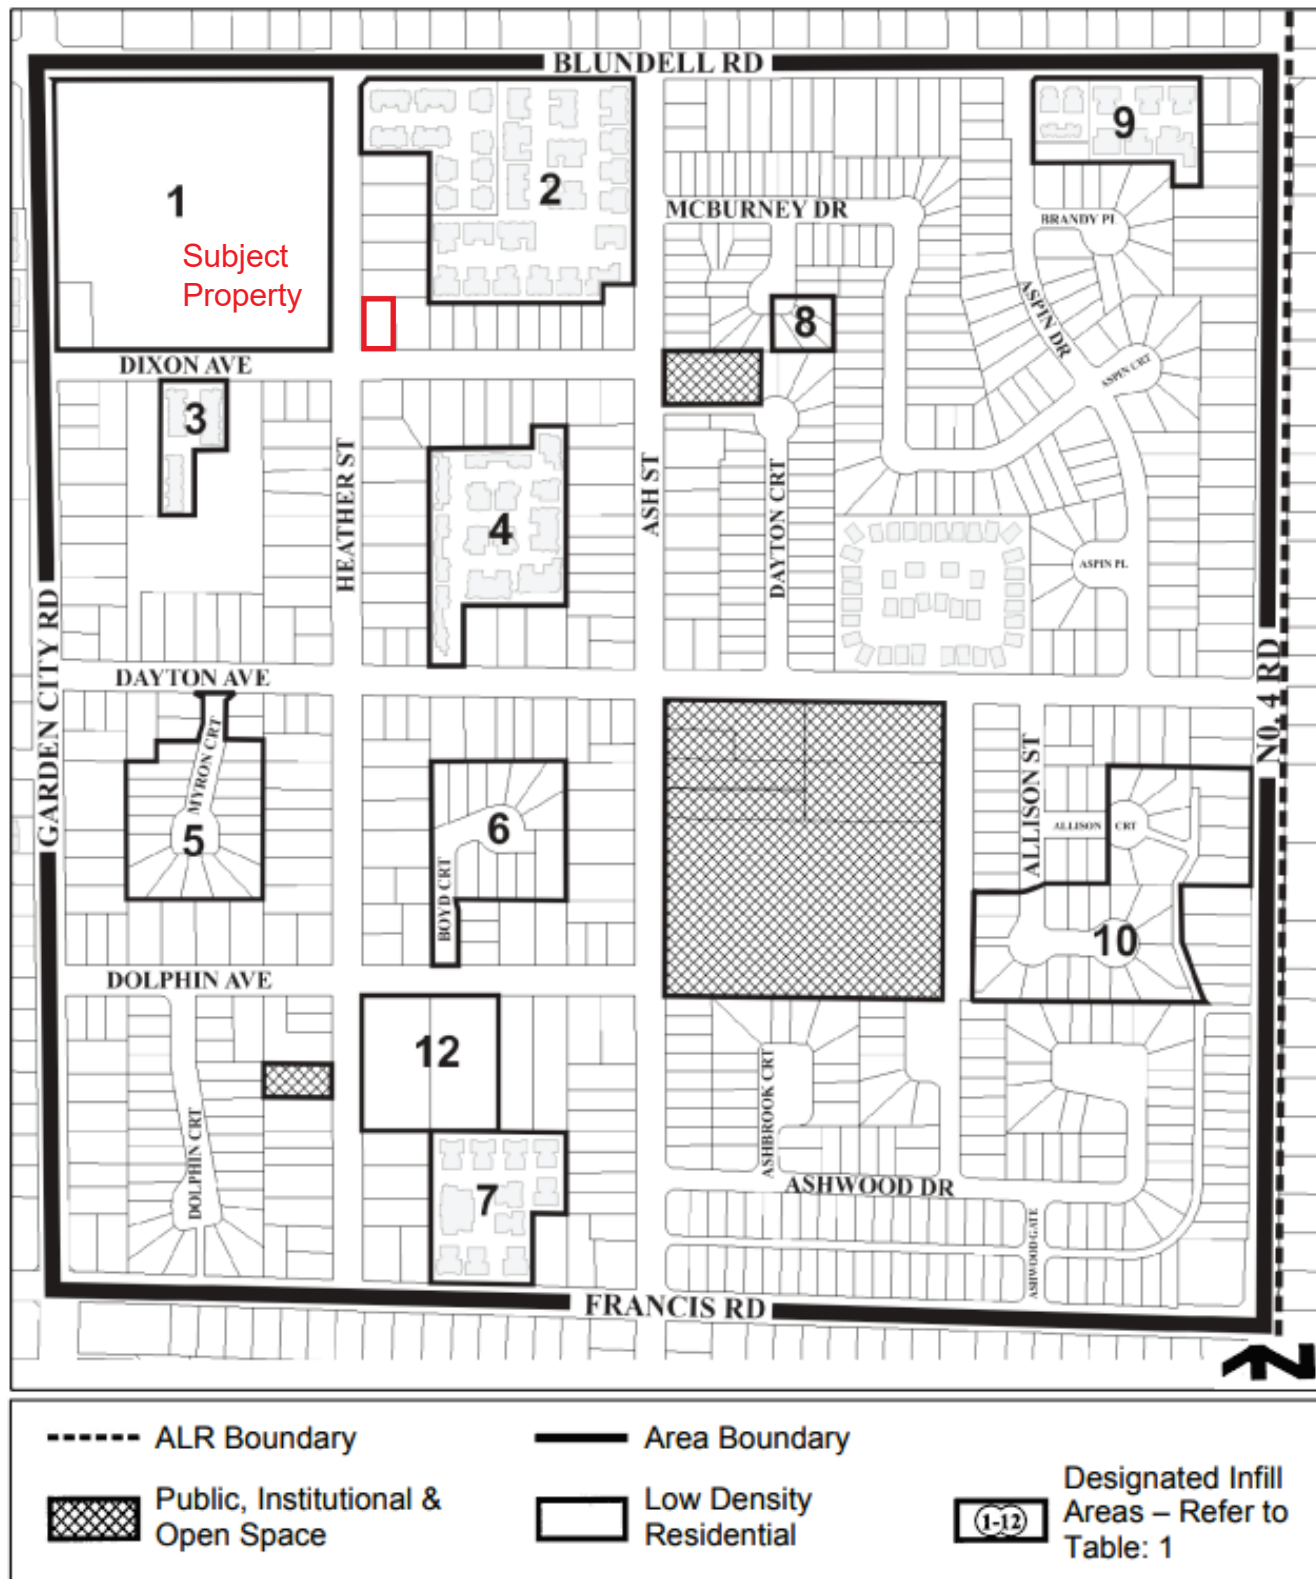 BLUNDELL RD
1
2
9
MCBURNEY DR
BRANDY PL
Subject
Property
ASPIN DR
8
DIXON AVE
ASPIN CRT
3
HEATHER ST
4
ASH ST
DAYTON CRT
ASPIN PL
GARDEN CITY RD
NO. 4 RD
DAYTON AVE
MYRON CRT
5
6
BOYD CRT
ALLISON ST
ALLISON CRT
10
DOLPHIN AVE
12
DOLPHIN CRT
ASHBROOK CRT
7
ASHWOOD DR
ASHWOOD GATE
FRANCIS RD
N
ALR Boundary
Area Boundary
Public, Institutional &
Open Space
Low Density
Residential
1-12
Designated Infill
Areas – Refer to
Table: 1